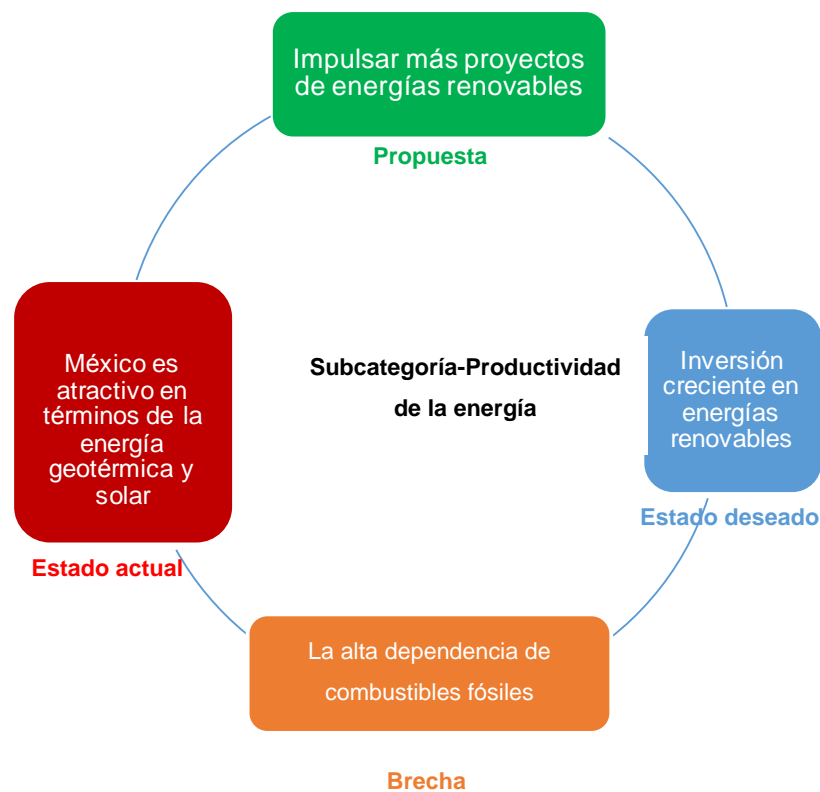 Impulsar más proyectos
de energías renovables
Propuesta
México es
atractivo en
términos de la
energía
geotérmica y
solar
Estado actual
Subcategoría-Productividad
de la energía
Inversión
creciente en
energías
renovables
Estado deseado
La alta dependencia de
combustibles fósiles
Brecha